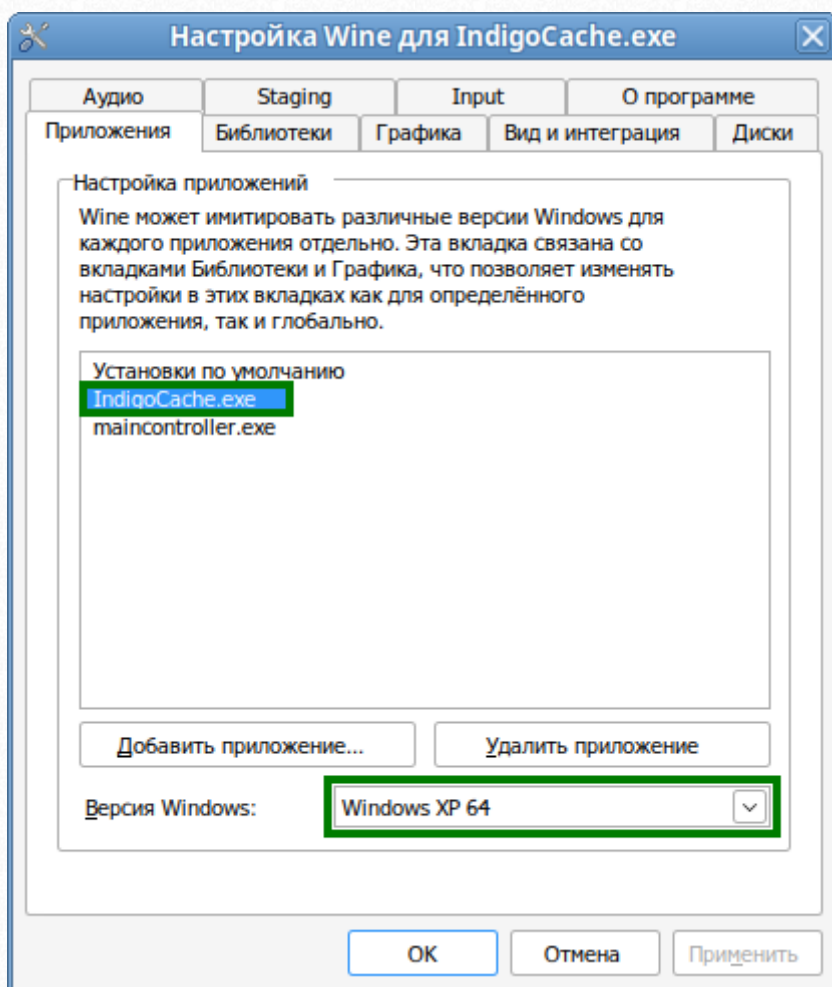 Настройка Wine для IndigoCache.exe
Аудио
Staging
Input
О программе
Приложения
Библиотеки
Графика
Вид и интеграция
Диски
Настройка приложений
Wine может имитировать различные версии Windows для
каждого приложения отдельно. Эта вкладка связана со
вкладками Библиотеки и Графика, что позволяет изменять
настройки в этих вкладках как для определённого
приложения, так и глобально.
Установки по умолчанию
IndigoCache.exe
maincontroller.exe
Добавить приложение...
Удалить приложение
Версия Windows:
Windows XP 64
ОК
Отмена
Применить